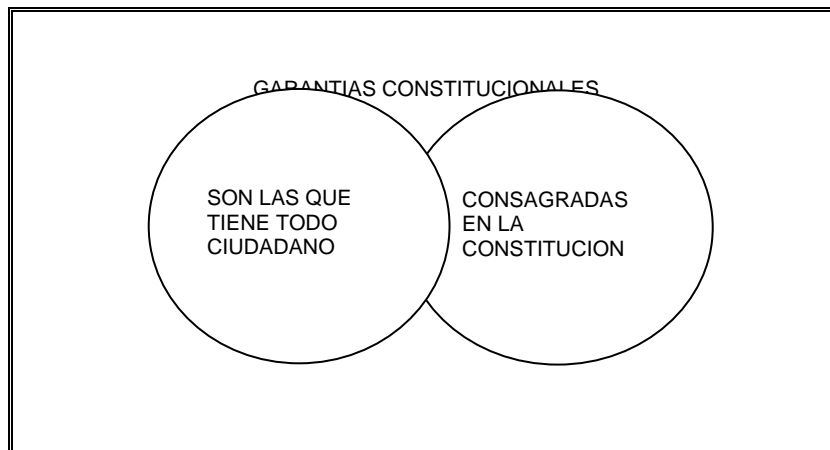 GARANTIAS CONSTITUCIONALES
SON LAS QUE
TIENE TODO
CIUDADANO
CONSAGRADAS
EN LA
CONSTITUCION